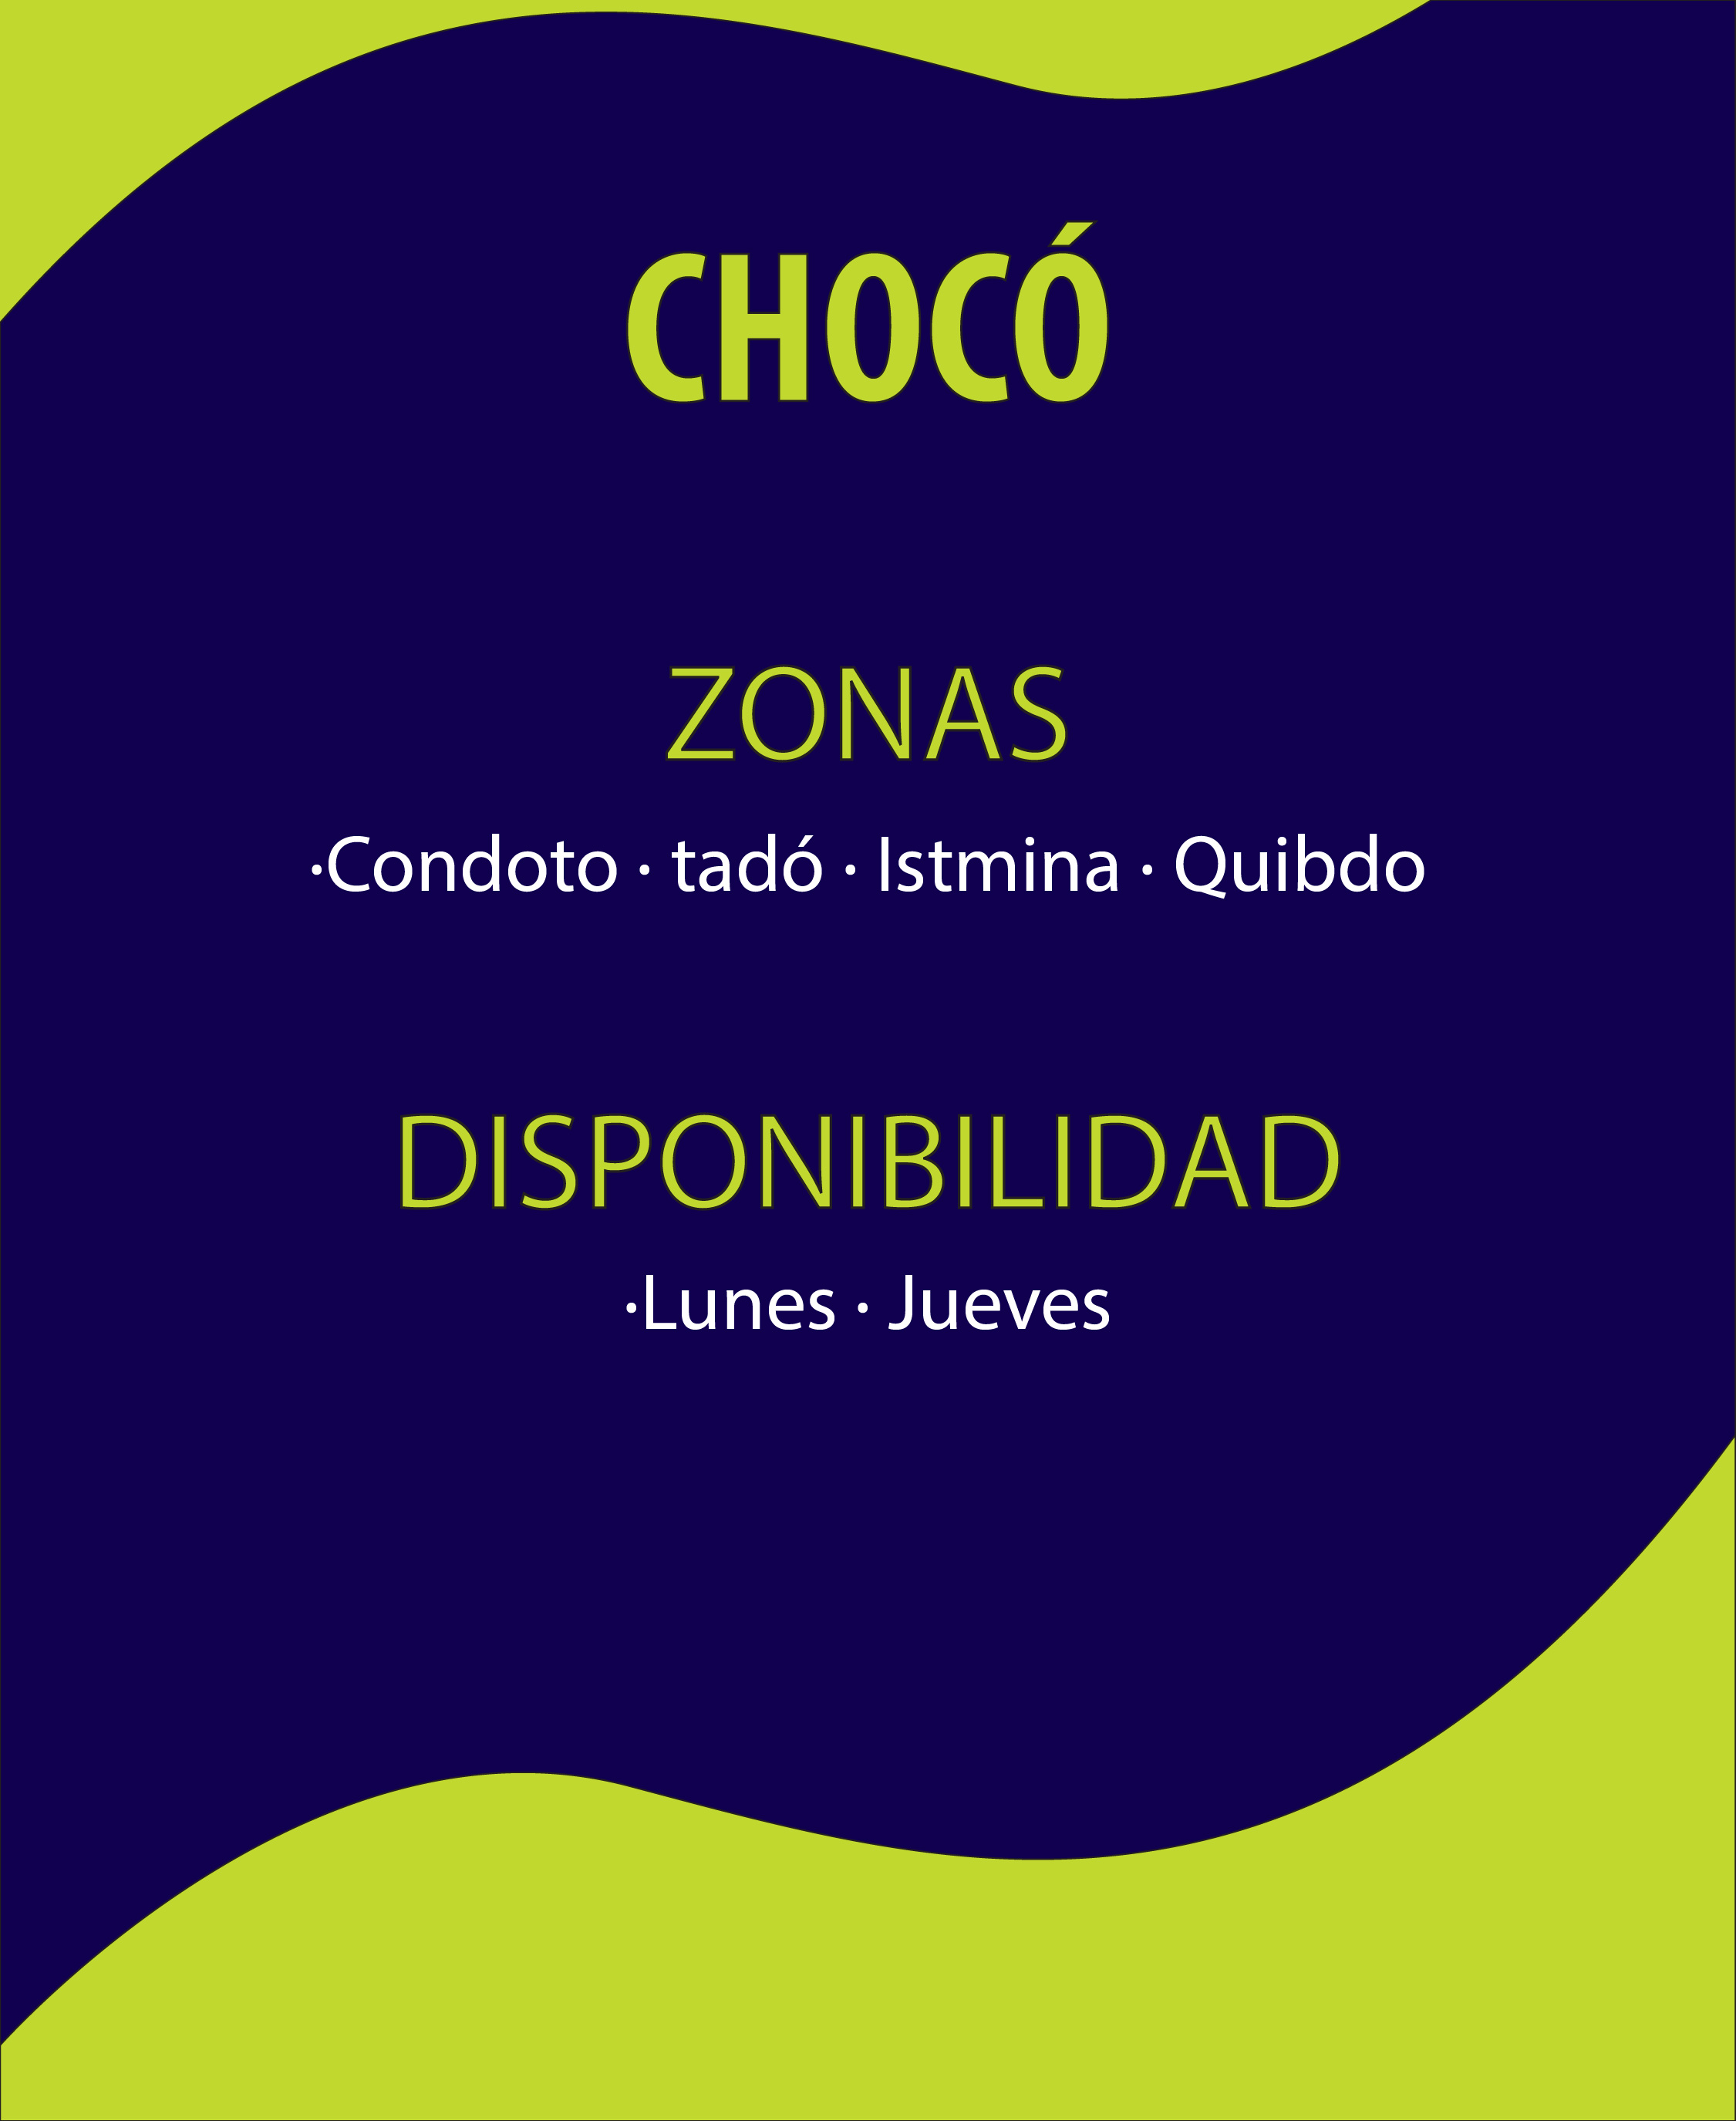 CHOCÓ
ZONAS
·Condoto · tadó · Istmina · Quibdo
DISPONIBILIDAD
·Lunes · Jueves